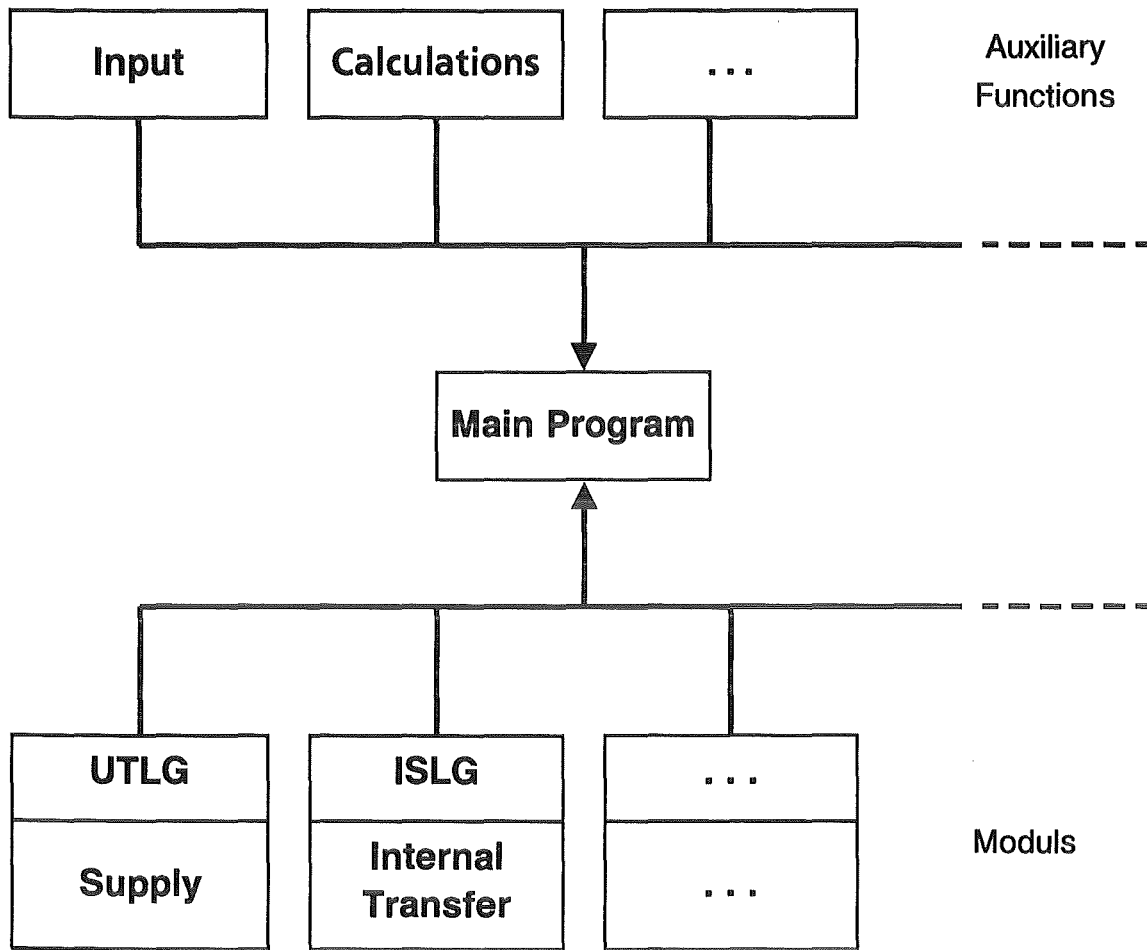 Input
Calculations
...
Auxiliary
Functions
Main Program
UTLG
ISLG
...
Supply
Internal
Transfer
...
Moduls